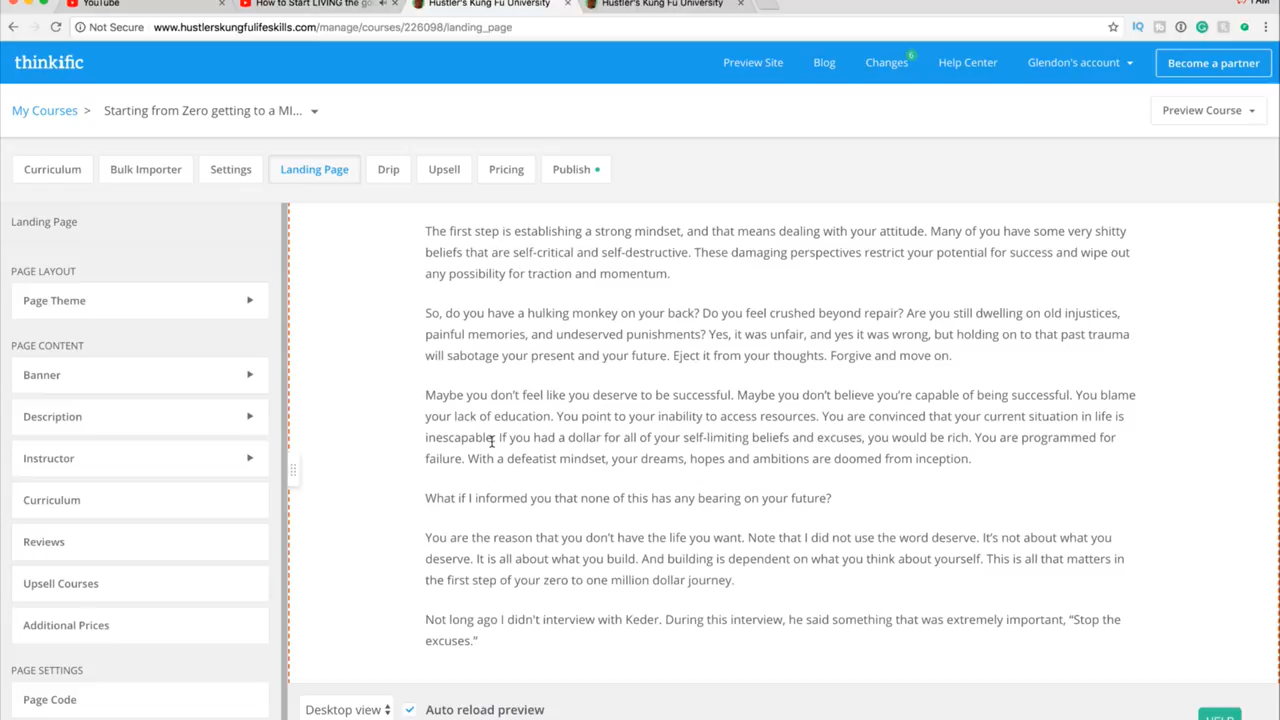 YouTube
How to Start LIVING the go
Hustler's Kung Fu University
Hustler's Kung Fu University
Not Secure
www.hustlerskungfulifeskills.com/manage/courses/226098/landing_page
thinkific
Preview Site
Blog
Changes
6
Help Center
Glendon's account
Become a partner
My Courses >
Starting from Zero getting to a MI...
Preview Course
Curriculum
Bulk Importer
Settings
Landing Page
Drip
Upsell
Pricing
Publish
Landing Page
PAGE LAYOUT
Page Theme
PAGE CONTENT
Banner
Description
Instructor
Curriculum
Reviews
Upsell Courses
Additional Prices
PAGE SETTINGS
Page Code
The first step is establishing a strong mindset, and that means dealing with your attitude. Many of you have some very shitty
beliefs that are self-critical and self-destructive. These damaging perspectives restrict your potential for success and wipe out
any possibility for traction and momentum.
So, do you have a hulking monkey on your back? Do you feel crushed beyond repair? Are you still dwelling on old injustices,
painful memories, and undeserved punishments? Yes, it was unfair, and yes it was wrong, but holding on to that past trauma
will sabotage your present and your future. Eject it from your thoughts. Forgive and move on.
Maybe you don't feel like you deserve to be successful. Maybe you don't believe you're capable of being successful. You blame
your lack of education. You point to your inability to access resources. You are convinced that your current situation in life is
inescapable. If you had a dollar for all of your self-limiting beliefs and excuses, you would be rich. You are programmed for
failure. With a defeatist mindset, your dreams, hopes and ambitions are doomed from inception.
What if I informed you that none of this has any bearing on your future?
You are the reason that you don't have the life you want. Note that I did not use the word deserve. It's not about what you
deserve. It is all about what you build. And building is dependent on what you think about yourself. This is all that matters in
the first step of your zero to one million dollar journey.
Not long ago I didn't interview with Keder. During this interview, he said something that was extremely important, “Stop the
excuses.”
Desktop view
Auto reload preview
HELP